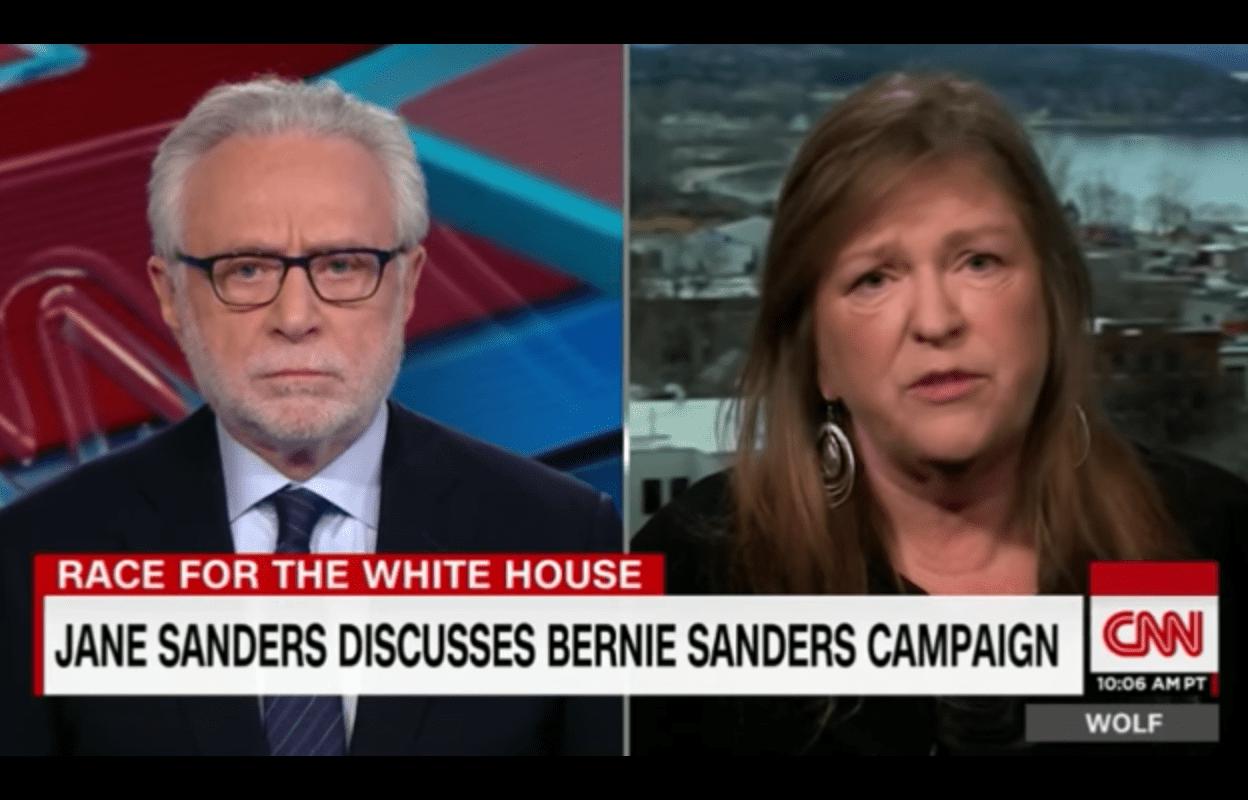 RACE FOR THE WHITE HOUSE
JANE SANDERS DISCUSSES BERNIE SANDERS CAMPAIGN
CNN
10:06 AM PT
WOLF